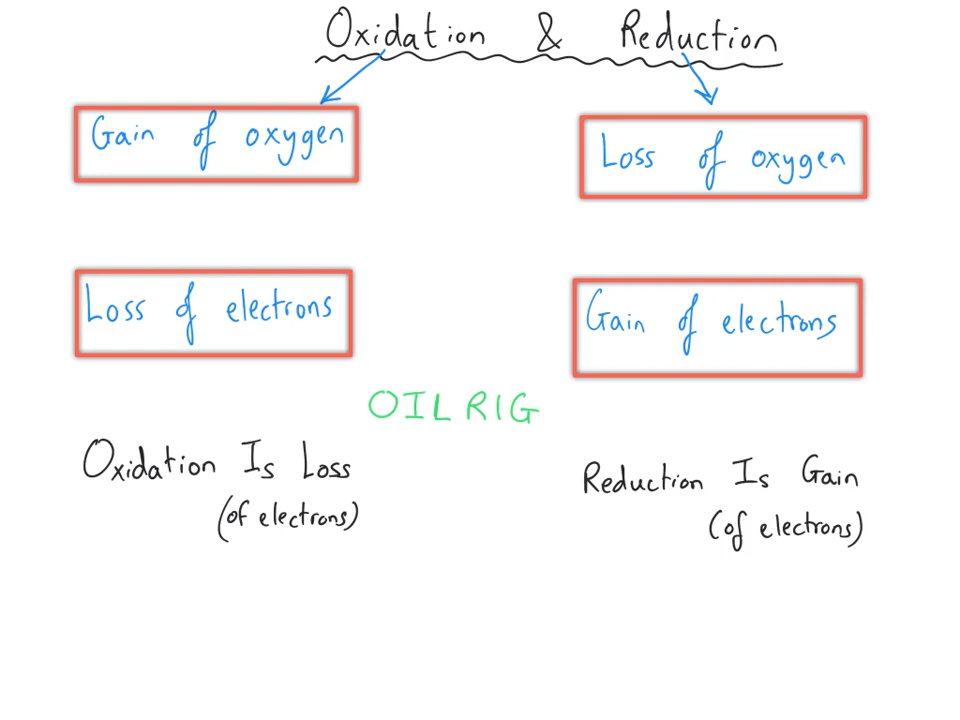 Oxidation & Reduction
Gain of oxygen
Loss of oxygen
Loss of electrons
Gain of electrons
OIL RIG
Oxidation Is Loss
(of electrons)
Reduction Is Gain
(of electrons)